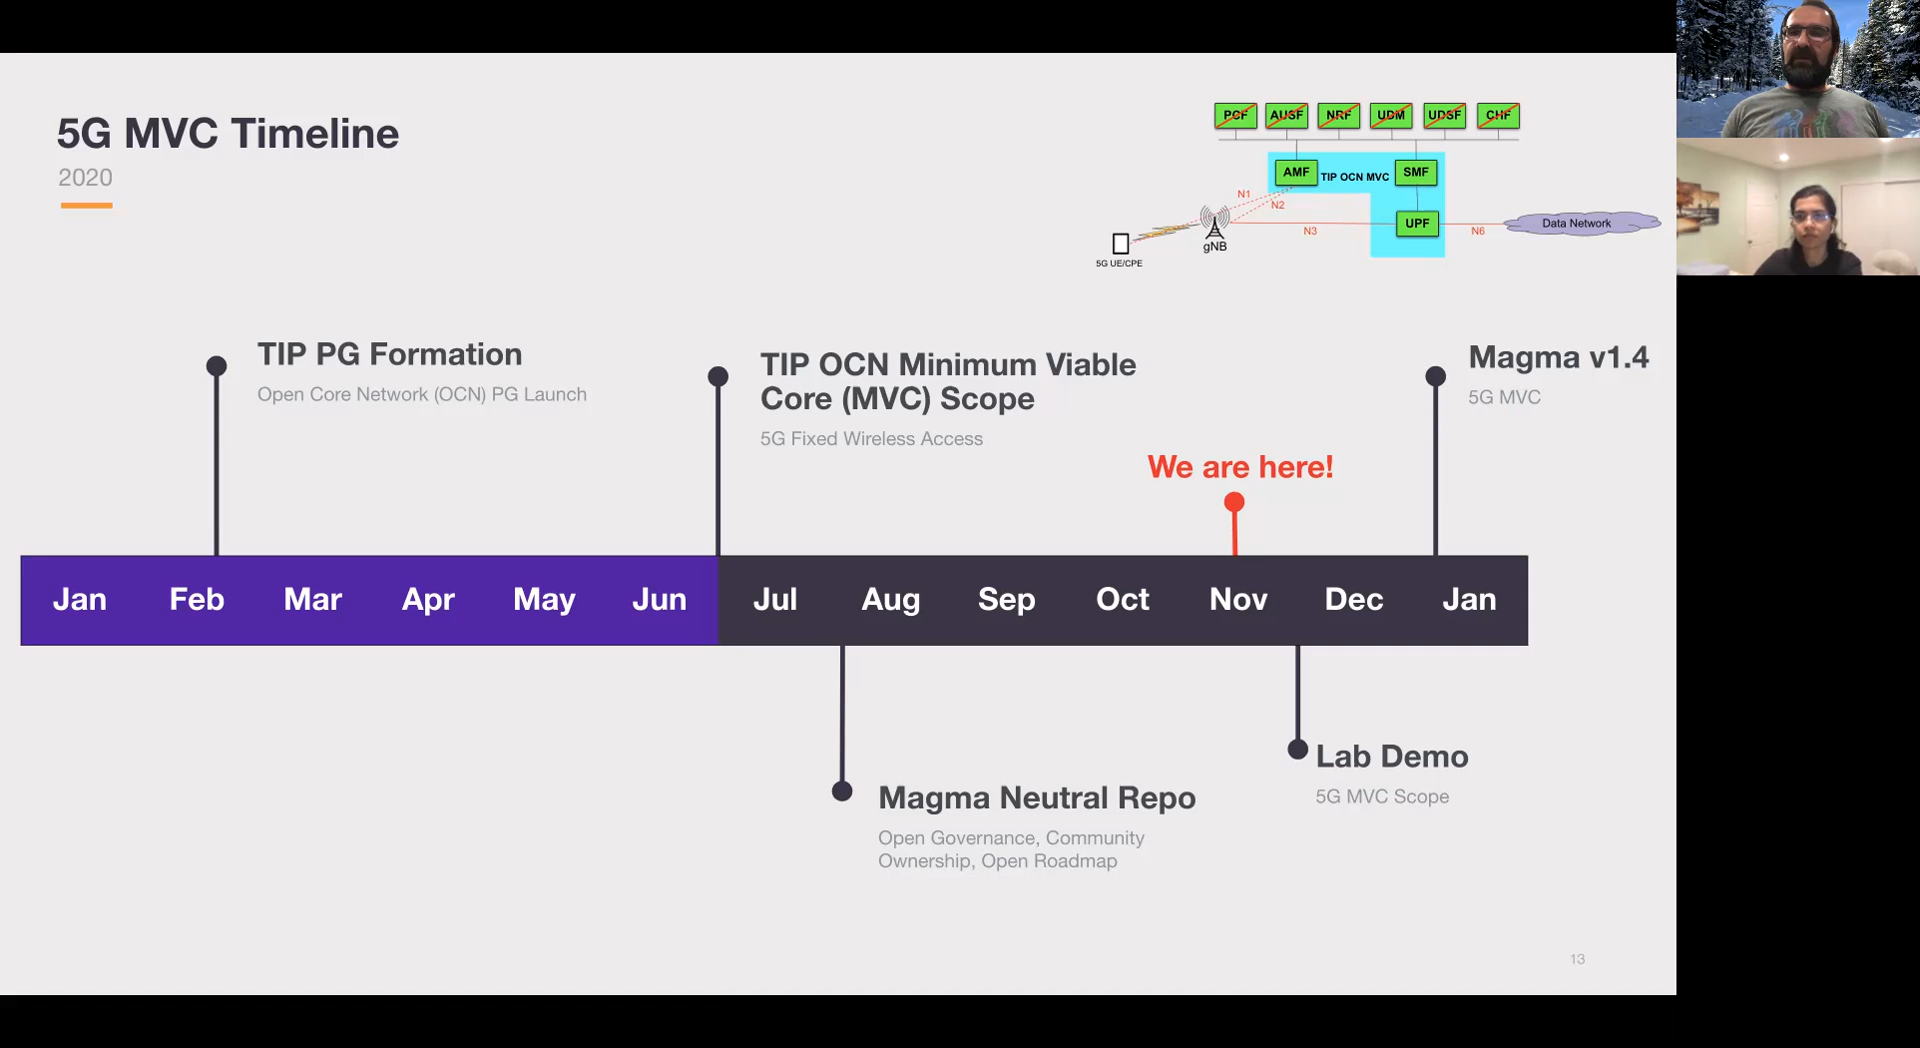 5G MVC Timeline
2020
PCF AUSF NRF UDM UDSF CHF
AMF TIP OCN MVC SMF
N1
N2
UPF
N3
N6
Data Network
gNB
5G UE/CPE
TIP PG Formation
Open Core Network (OCN) PG Launch
TIP OCN Minimum Viable
Core (MVC) Scope
5G Fixed Wireless Access
We are here!
Magma v1.4
5G MVC
Jan Feb Mar Apr May Jun Jul Aug Sep Oct Nov Dec Jan
Magma Neutral Repo
Open Governance, Community
Ownership, Open Roadmap
Lab Demo
5G MVC Scope
13